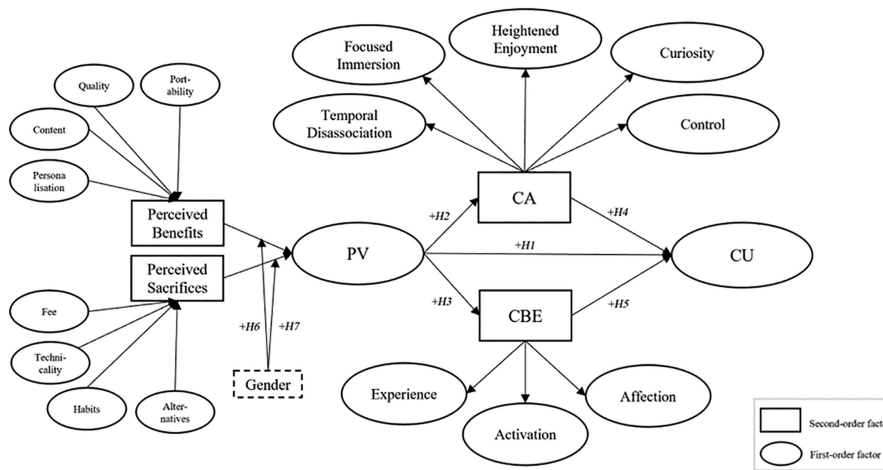 Heightened
Enjoyment
Focused
Immersion
Curiosity
Temporal
Disassociation
Control
Quality
Port-
ability
Content
Persona
lisation
Perceived
Benefits
Perceived
Sacrifices
PV
CA
CBE
CU
+H2
+H4
+H1
+H3
+H5
+H6
+H7
Gender
Fee
Techni-
cality
Habits
Alter-
natives
Experience
Activation
Affection
Second-order fact
First-order factor